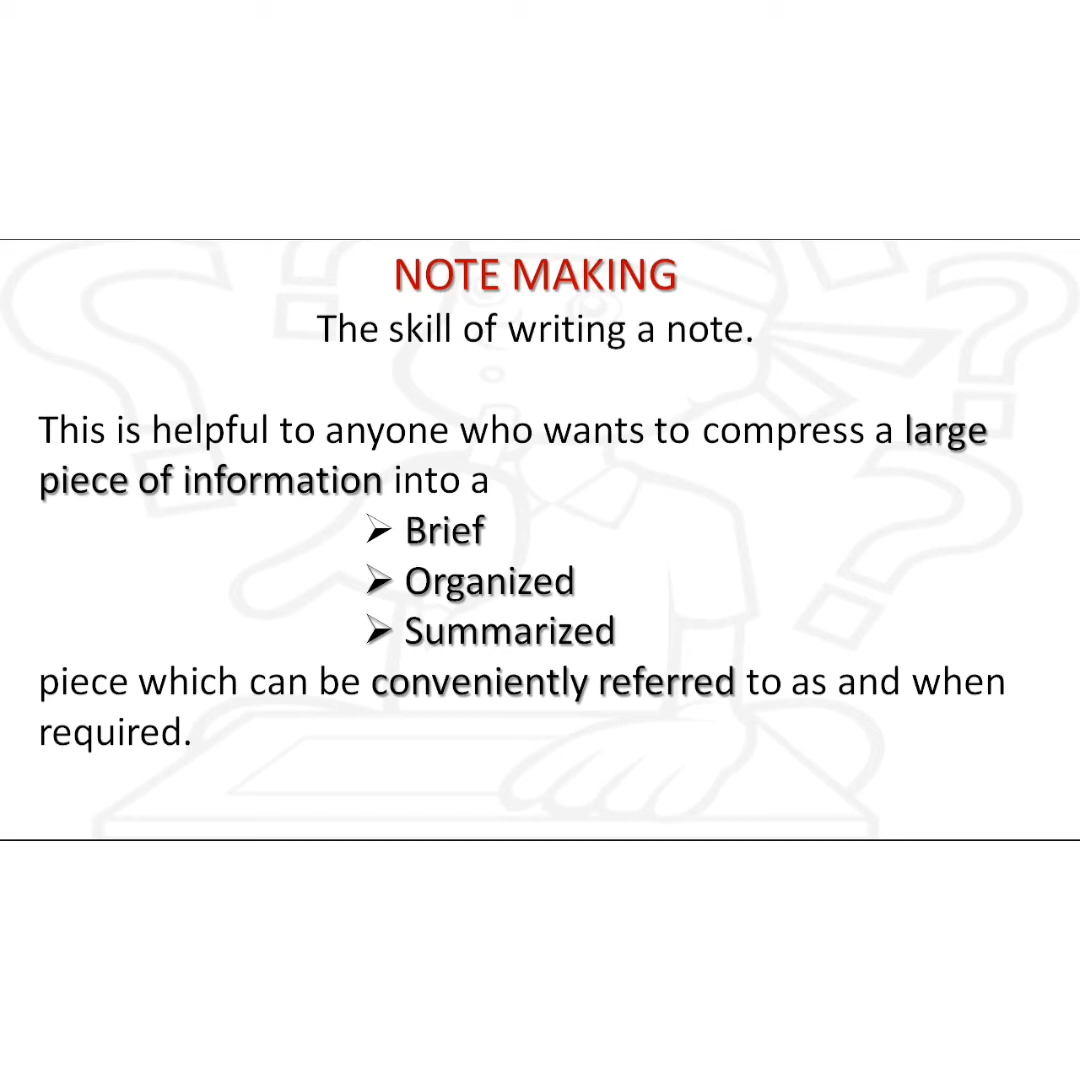 NOTE MAKING
The skill of writing a note.
This is helpful to anyone who wants to compress a large
piece of information into a
➢ Brief
➢ Organized
➢ Summarized
piece which can be conveniently referred to as and when
required.